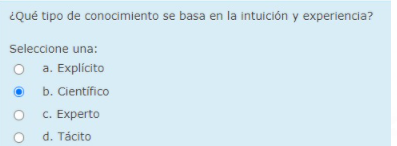 ¿Qué tipo de conocimiento se basa en la intuición y experiencia?
Seleccione una:
a. Explícito
b. Científico
c. Experto
d. Tácito